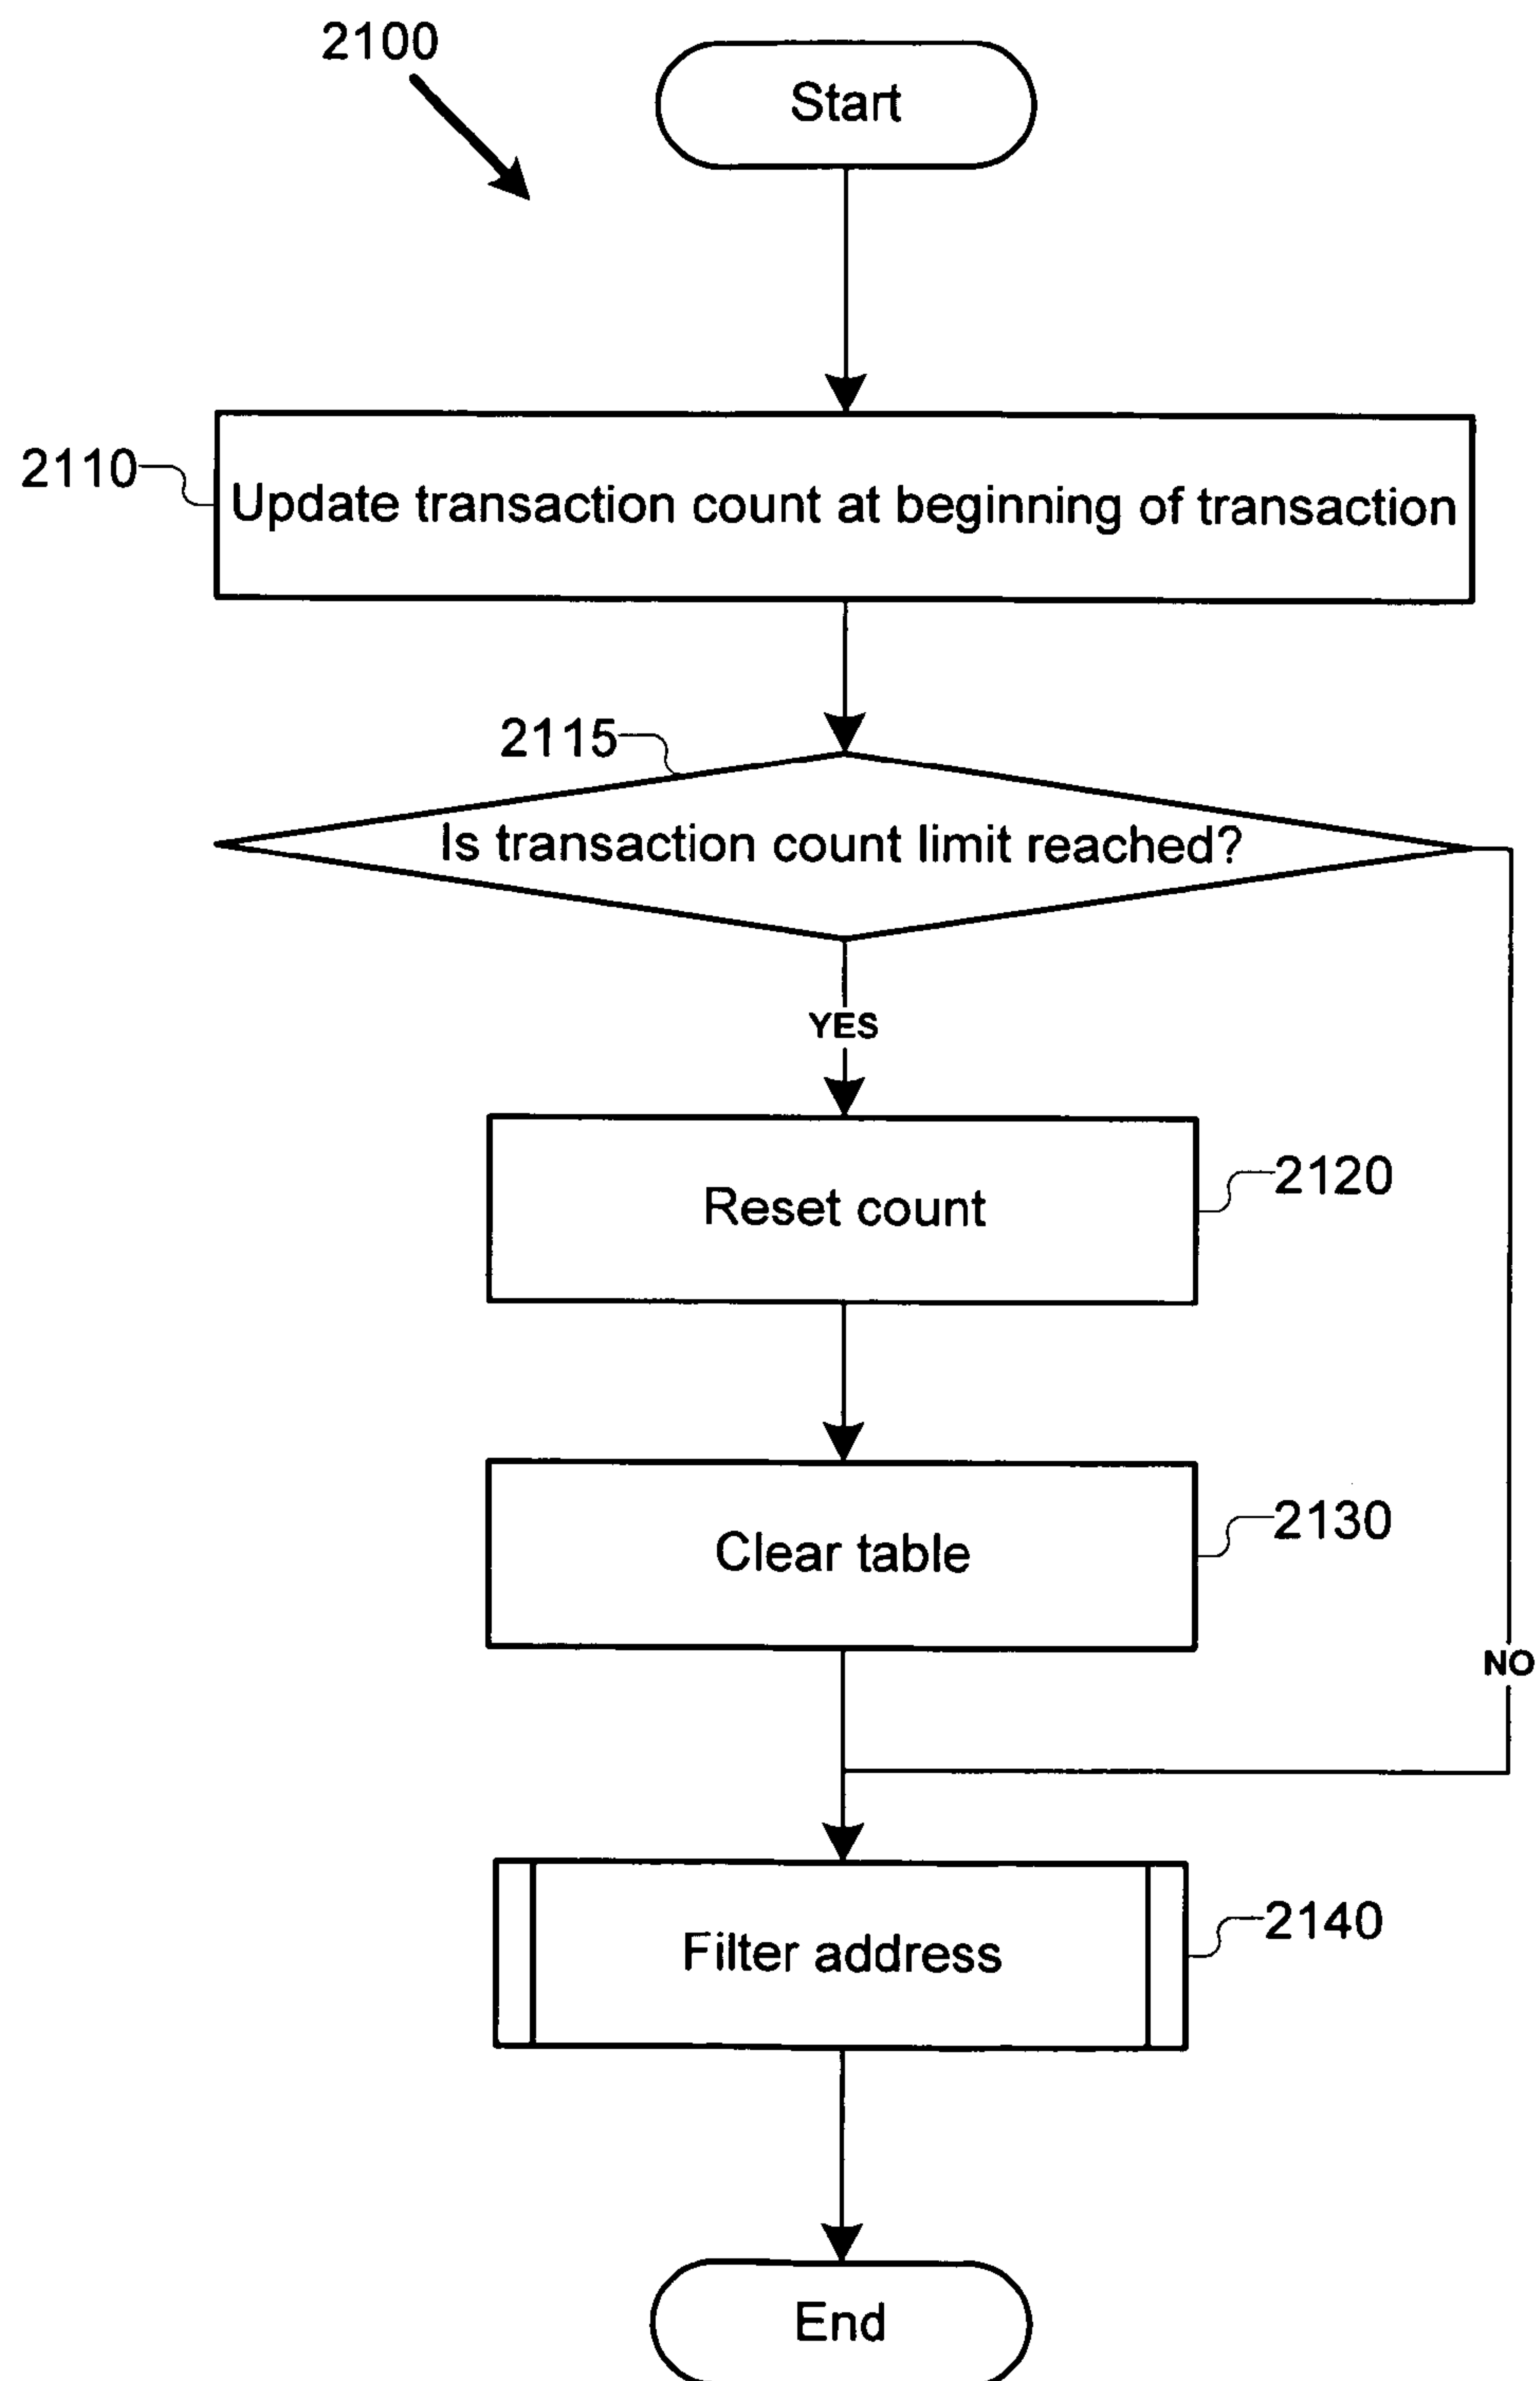 2100
Start
2110
Update transaction count at beginning of transaction
2115
Is transaction count limit reached?
YES
Reset count
2120
Clear table
2130
NO
Filter address
2140
End